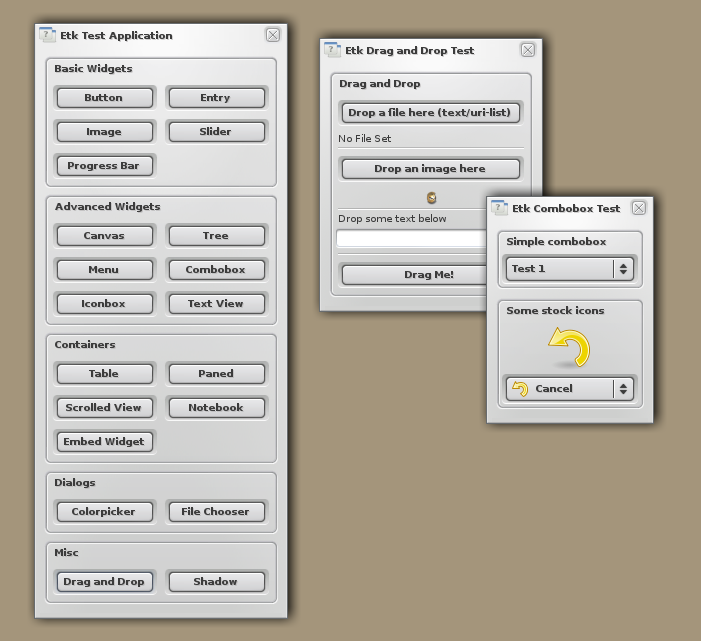 Etk Test Application
Basic Widgets
Button Entry
Image Slider
Progress Bar
Advanced Widgets
Canvas Tree
Menu Combobox
Iconbox Text View
Containers
Table Paned
Scrolled View Notebook
Embed Widget
Dialogs
Colorpicker File Chooser
Misc
Drag and Drop Shadow
Etk Drag and Drop Test
Drag and Drop
Drop a file here (text/uri-list)
No File Set
Drop an image here
Drop some text below
Drag Me!
Etk Combobox Test
Simple combobox
Test 1
Some stock icons
Cancel